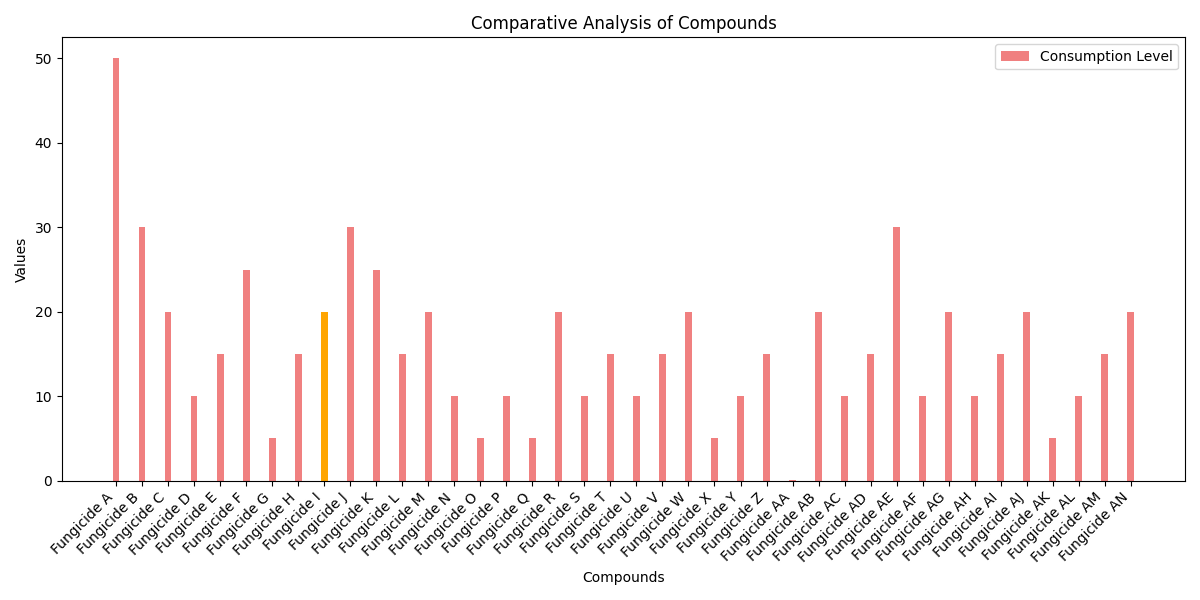 Comparative Analysis of Compounds
Consumption Level
Values
50
40
30
20
10
0
Fungicide A
Fungicide B
Fungicide C
Fungicide D
Fungicide E
Fungicide F
Fungicide G
Fungicide H
Fungicide I
Fungicide J
Fungicide K
Fungicide L
Fungicide M
Fungicide N
Fungicide O
Fungicide P
Fungicide Q
Fungicide R
Fungicide S
Fungicide T
Fungicide U
Fungicide V
Fungicide W
Fungicide X
Fungicide Y
Fungicide Z
Fungicide AA
Fungicide AB
Fungicide AC
Fungicide AD
Fungicide AE
Fungicide AF
Fungicide AG
Fungicide AH
Fungicide AI
Fungicide AJ
Fungicide AK
Fungicide AL
Fungicide AM
Fungicide AN
Compounds